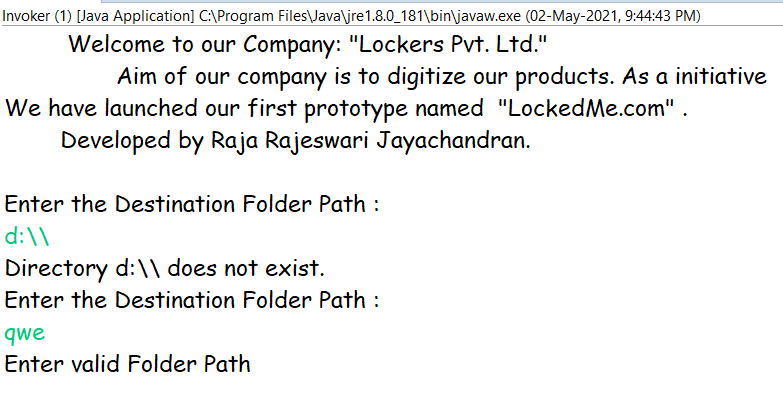 Invoker (1) [Java Application] C:\Program Files\Java\jre1.8.0_181\bin\javaw.exe (02-May-2021, 9:44:43 PM)
Welcome to our Company: "Lockers Pvt. Ltd."
Aim of our company is to digitize our products. As a initiative
We have launched our first prototype named  "LockedMe.com" .
Developed by Raja Rajeswari Jayachandran.
Enter the Destination Folder Path :
d:\\
Directory d:\\ does not exist.
Enter the Destination Folder Path :
qwe
Enter valid Folder Path